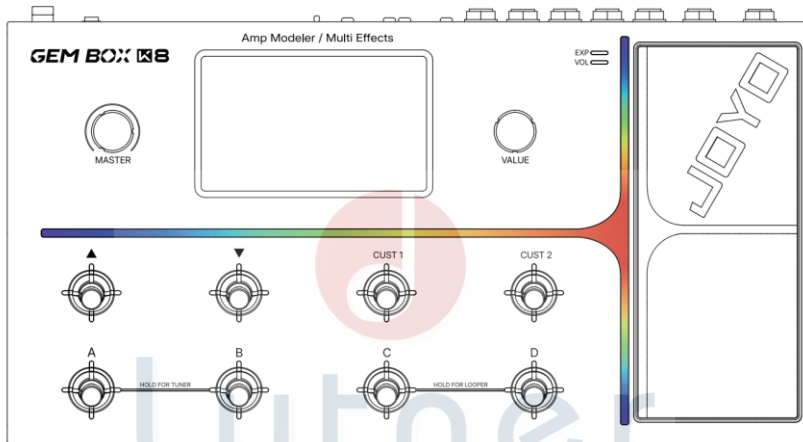 Amp Modeler / Multi Effects
GEM BOX K8
EXP
VOL
JOYO
MASTER
VALUE
▲ ▼ CUST 1 CUST 2
A B C D
HOLD FOR TUNER HOLD FOR LOOPER
Lutner